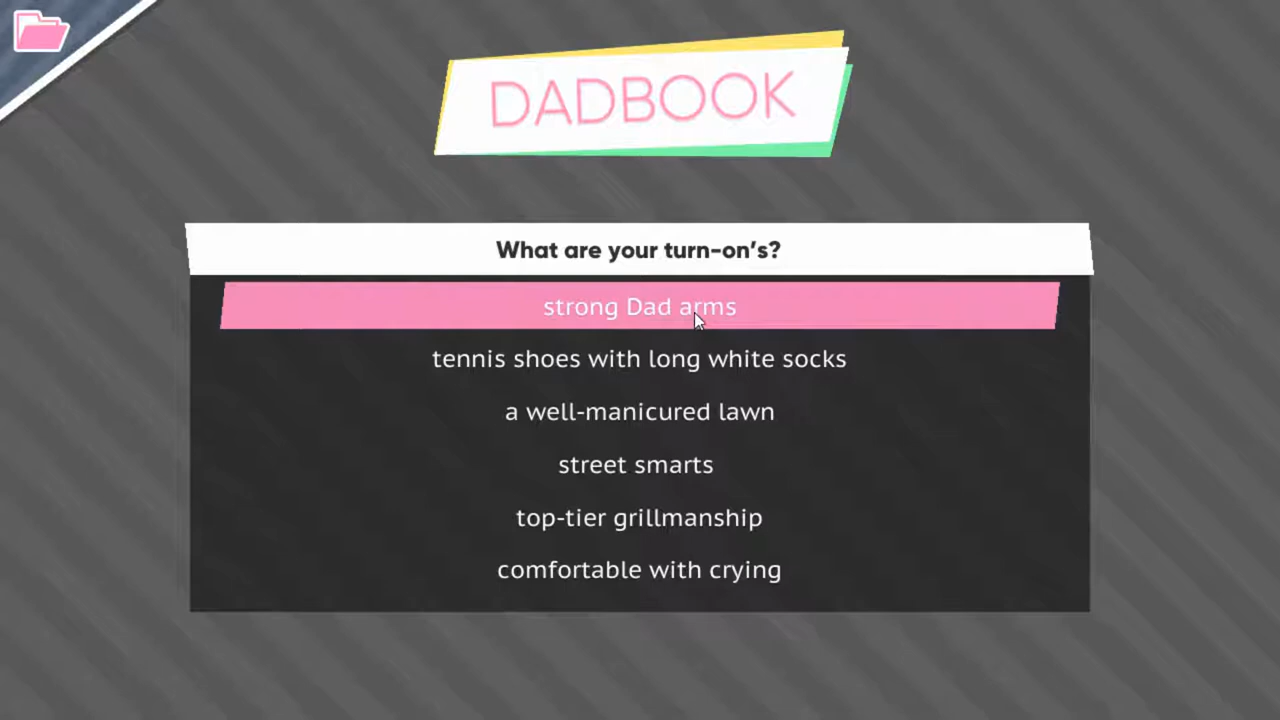 DADBOOK
What are your turn-on's?
strong Dad arms
tennis shoes with long white socks
a well-manicured lawn
street smarts
top-tier grillmanship
comfortable with crying